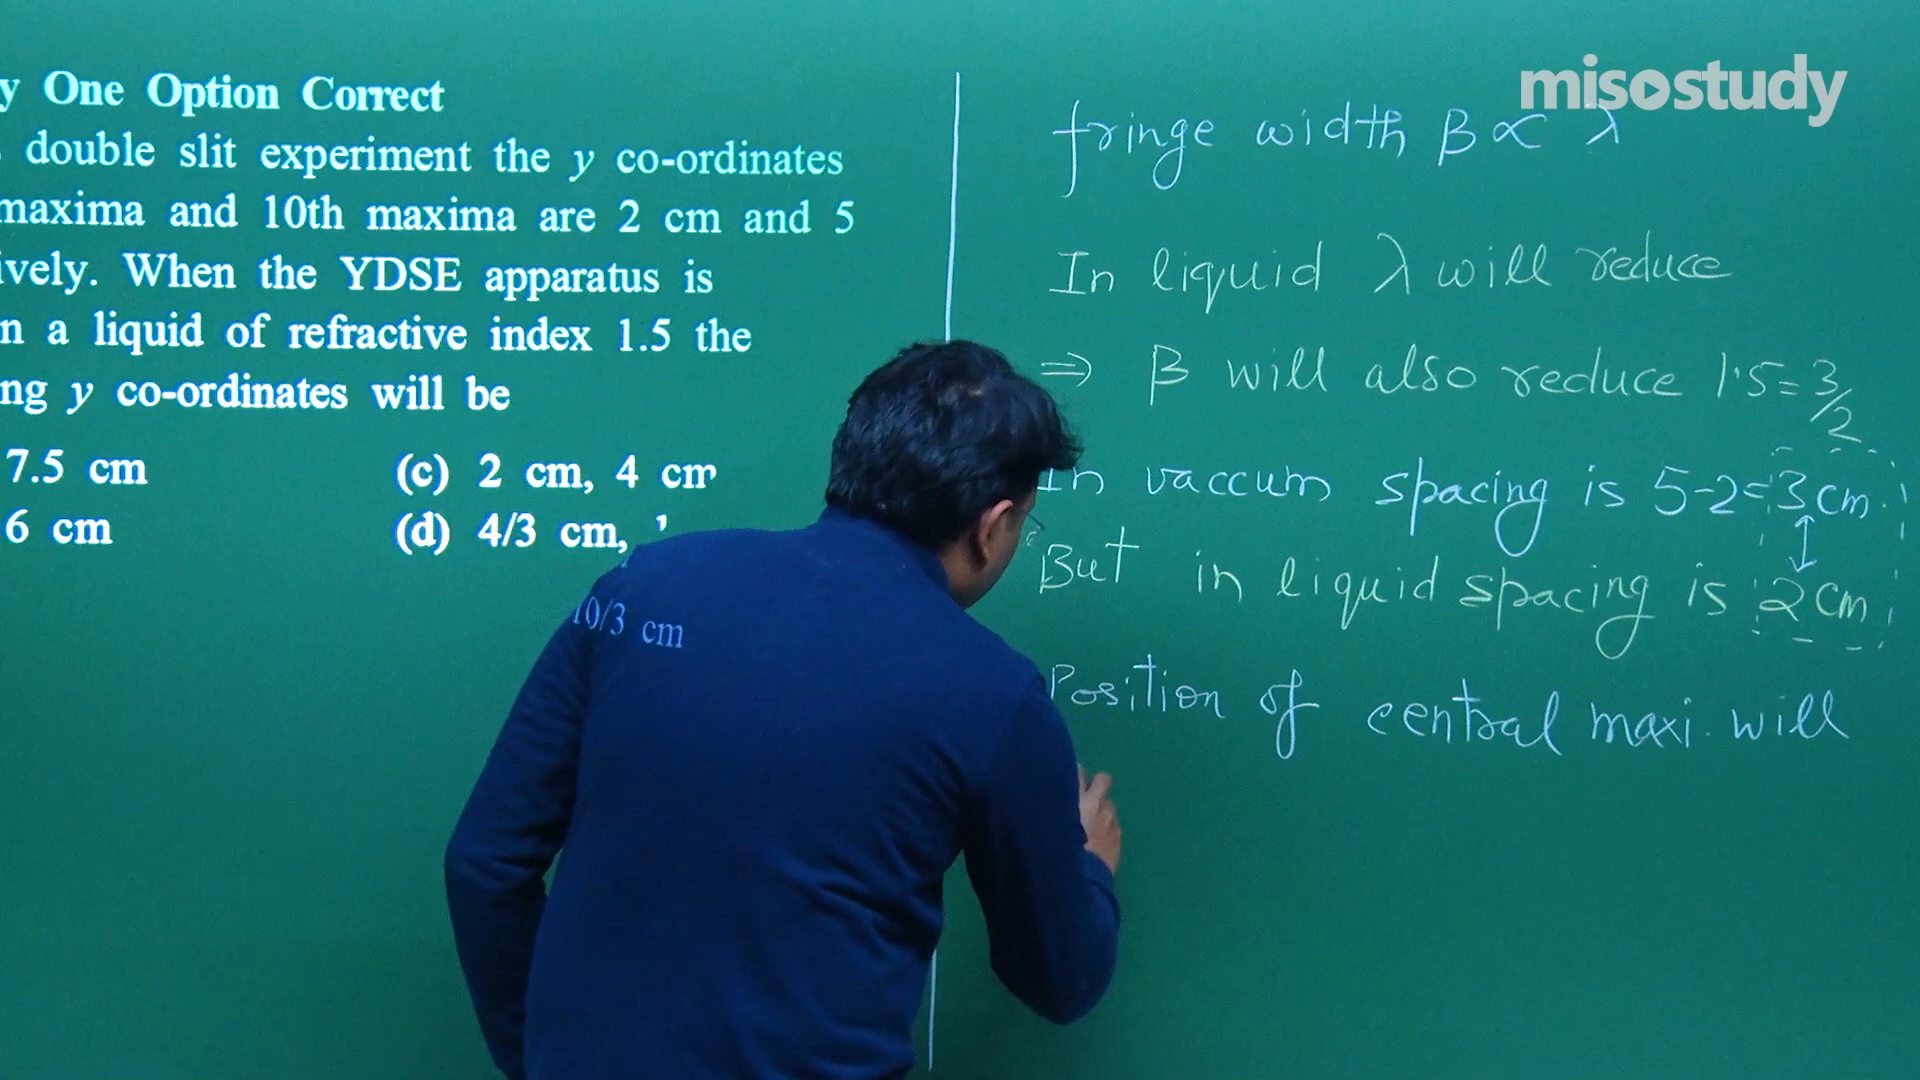 misostudy
y One Option Correct
double slit experiment the y co-ordinates
maxima and 10th maxima are 2 cm and 5
ively. When the YDSE apparatus is
n a liquid of refractive index 1.5 the
ng y co-ordinates will be
7.5 cm (c) 2 cm, 4 cm
6 cm (d) 4/3 cm,
10/3 cm
fringe width β ∝ λ
In liquid λ will reduce
⇒ β will also reduce 1.5 = 3/2
In vaccum spacing is 5-2 = 3 cm.
But in liquid spacing is 2 cm
Position of central maxi. will